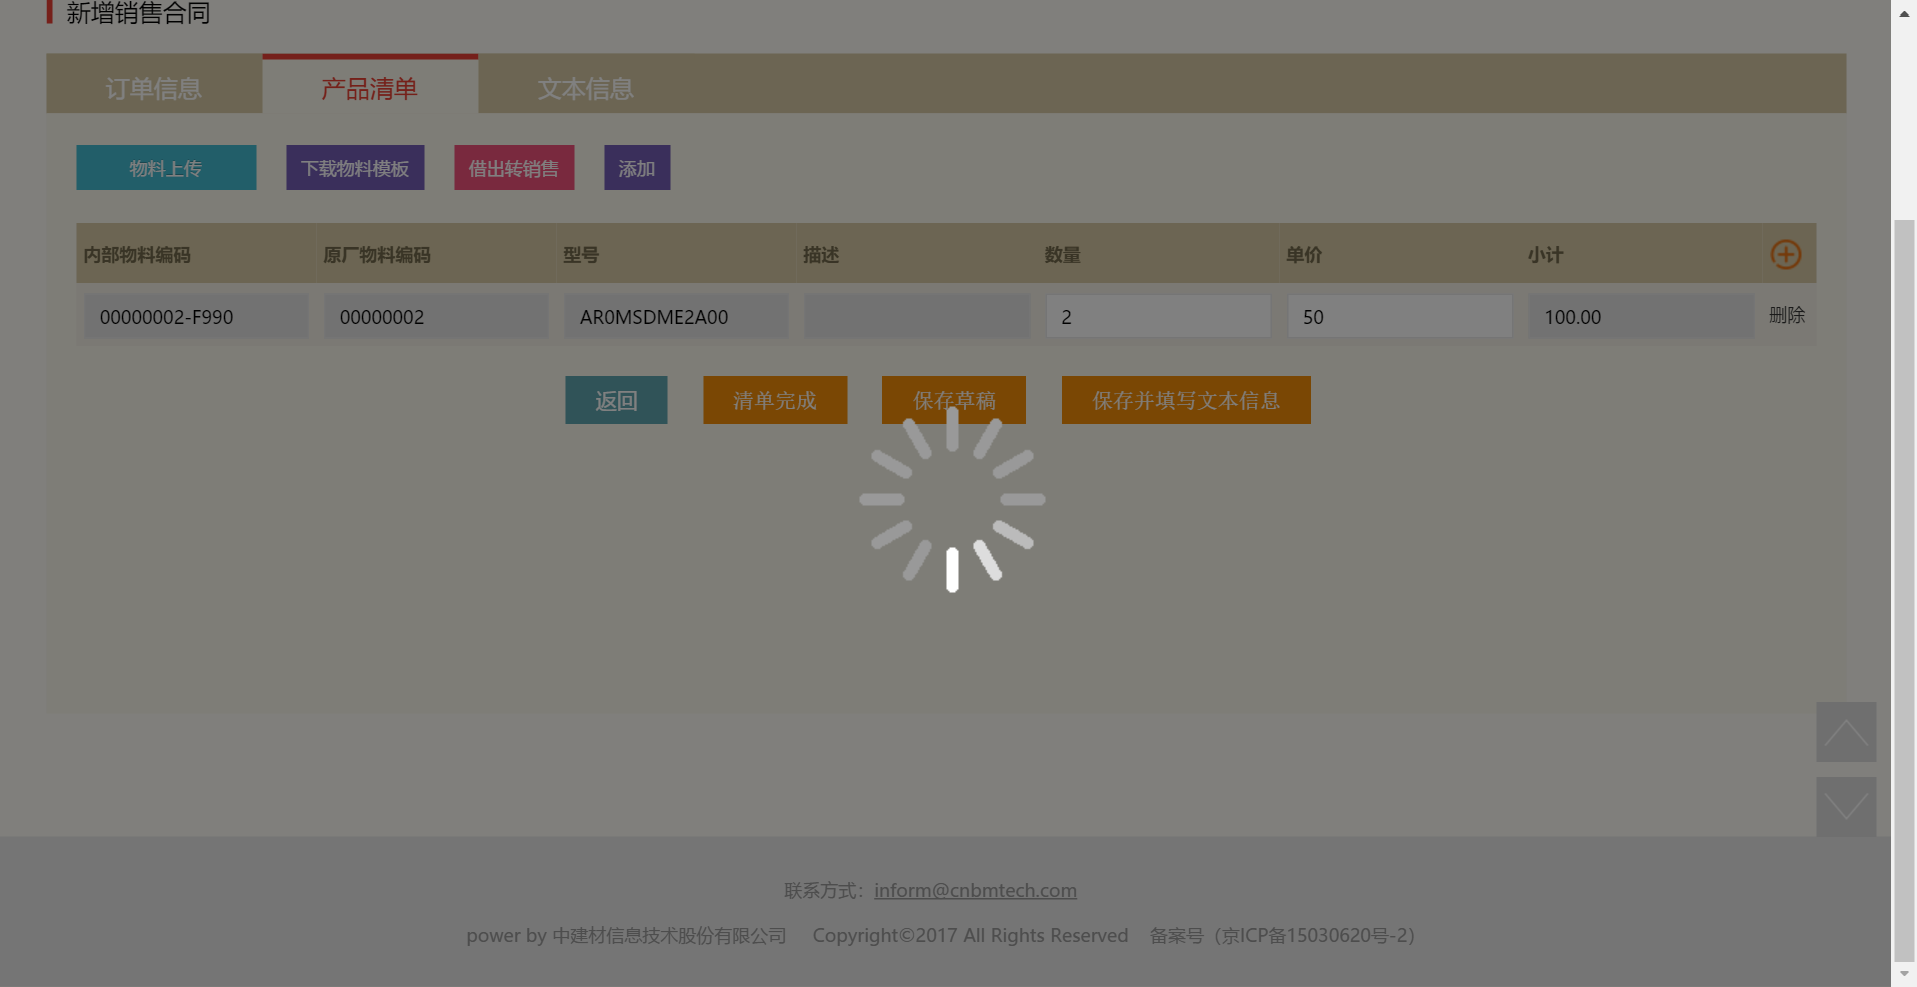 新增销售合同
订单信息 产品清单 文本信息
物料上传 下载物料模板 借出转销售 添加
内部物料编码 原厂物料编码 型号 描述 数量 单价 小计
00000002-F990 00000002 AR0MSDME2A00 2 50 100.00 删除
返回 清单完成 保存草稿 保存并填写文本信息
联系方式：inform@cnbmtech.com
power by 中建材信息技术股份有限公司 Copyright©2017 All Rights Reserved 备案号（京ICP备15030620号-2）